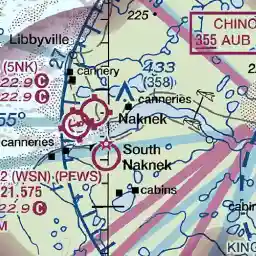 225
Libbyville
CHINO
355 AUB
(5NK)
cannery
433
(358)
22.9 C
22.9 C
canneries
Naknek
55°
canneries
South
Naknek
2 (WSN) (PFWS)
21.575
cabins
22.9 C
M
cabin
KING